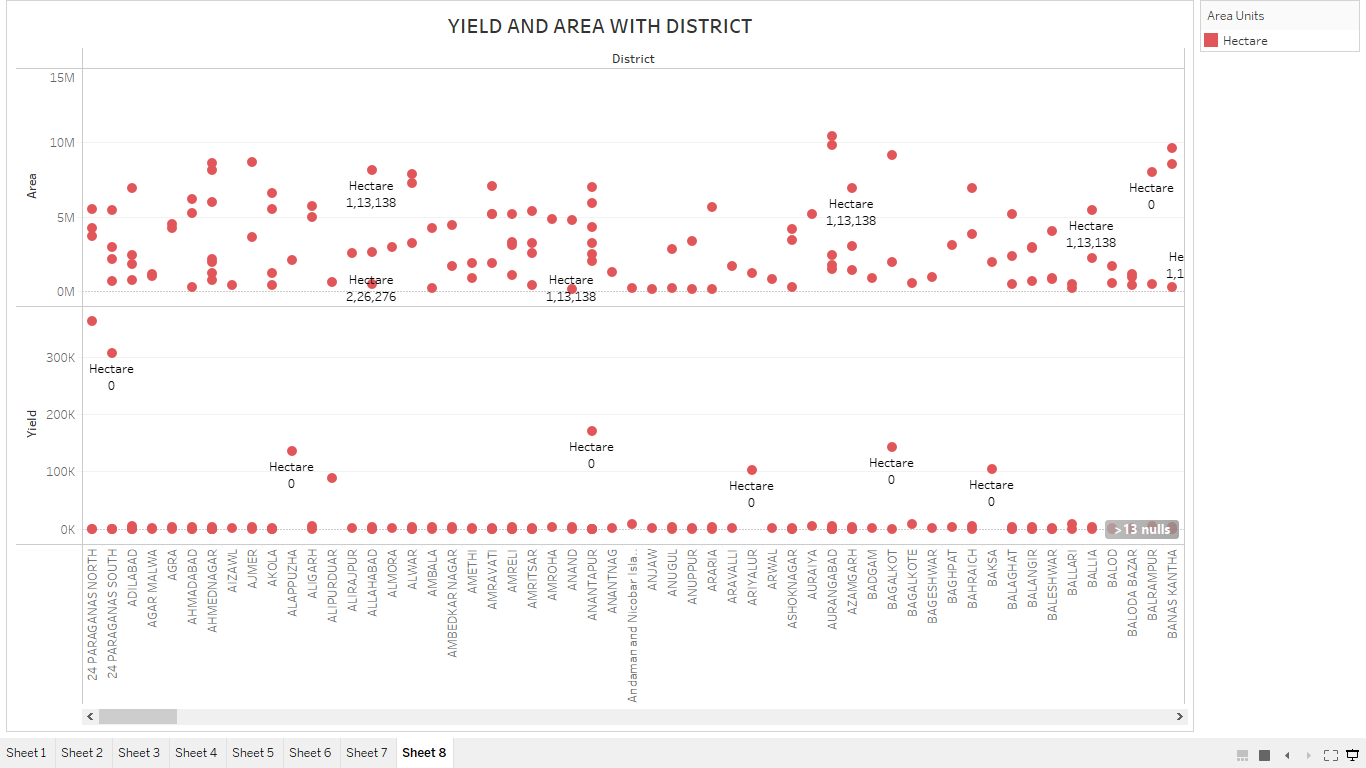 YIELD AND AREA WITH DISTRICT
Area Units
Hectare
District
15M
10M
5M
0M
Area
Hectare
1,13,138
Hectare
2,26,276
Hectare
1,13,138
Hectare
1,13,138
Hectare
1,13,138
Hectare
0
He
1,1
300K
200K
100K
0K
Yield
Hectare
0
Hectare
0
Hectare
0
Hectare
0
Hectare
0
Hectare
0
>13 nulls
24 PARAGANAS NORTH
24 PARAGANAS SOUTH
ADILABAD
AGAR MALWA
AGRA
AHMADABAD
AHMEDNAGAR
AIZAWL
AJMER
AKOLA
ALAPPUZHA
ALIGARH
ALIPURDUAR
ALIRAJPUR
ALLAHABAD
ALMORA
ALWAR
AMBALA
AMBEDKAR NAGAR
AMETHI
AMRAVATI
AMRELI
AMRITSAR
AMROHA
ANAND
ANANTAPUR
ANANTNAG
Andaman and Nicobar Isla..
ANJAW
ANUGUL
ANUPPUR
ARARIA
ARAVALLI
ARIYALUR
ARWAL
ASHOKNAGAR
AURAIYA
AURANGABAD
AZAMGARH
BADGAM
BAGALKOT
BAGALKOTE
BAGESHWAR
BAGHPAT
BAHRAICH
BAKSA
BALAGHAT
BALANGIR
BALESHWAR
BALLARI
BALLIA
BALOD
BALODA BAZAR
BALRAMPUR
BANAS KANTHA
Sheet 1 Sheet 2 Sheet 3 Sheet 4 Sheet 5 Sheet 6 Sheet 7 Sheet 8